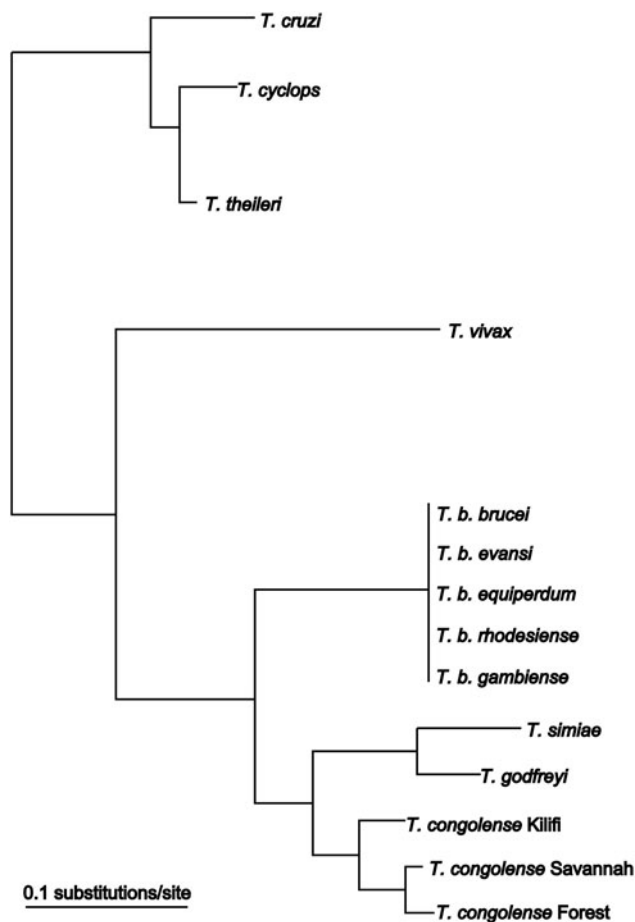 T. cruzi
T. cyclops
T. theileri
T. vivax
T. b. brucei
T. b. evansi
T. b. equiperdum
T. b. rhodesiense
T. b. gambiense
T. simiae
T. godfreyi
T. congolense Kilifi
T. congolense Savannah
T. congolense Forest
0.1 substitutions/site